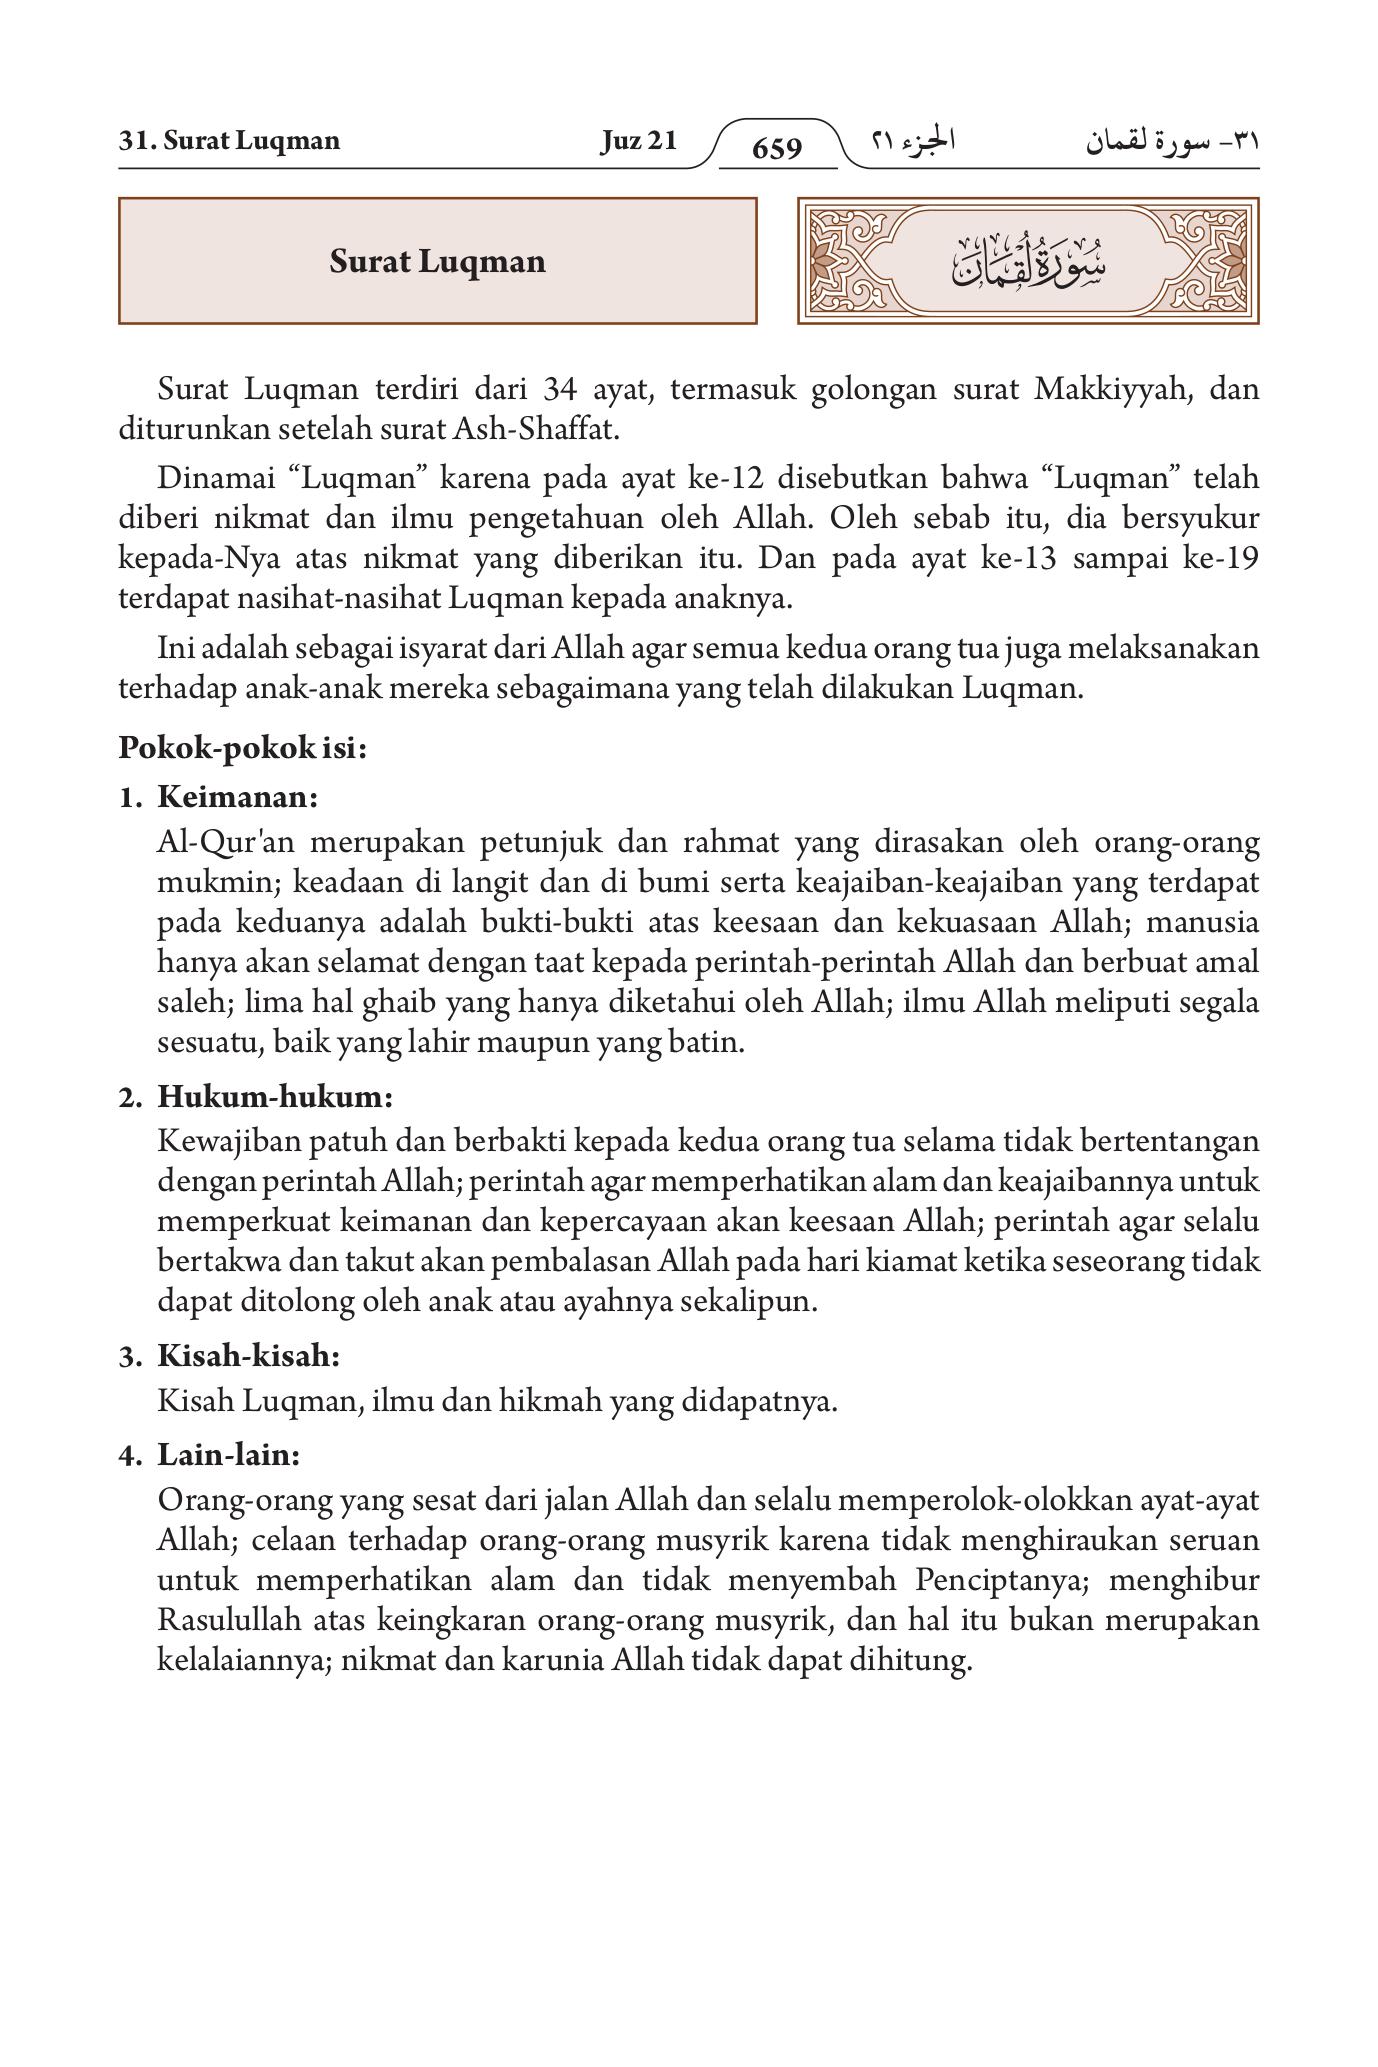 31. Surat Luqman Juz 21 659 الجزء ٢١ ٣١- سورة لقمان
Surat Luqman
سُورَةُ لُقْمَانَ
Surat Luqman terdiri dari 34 ayat, termasuk golongan surat Makkiyyah, dan
diturunkan setelah surat Ash-Shaffat.
Dinamai “Luqman” karena pada ayat ke-12 disebutkan bahwa “Luqman” telah
diberi nikmat dan ilmu pengetahuan oleh Allah. Oleh sebab itu, dia bersyukur
kepada-Nya atas nikmat yang diberikan itu. Dan pada ayat ke-13 sampai ke-19
terdapat nasihat-nasihat Luqman kepada anaknya.
Ini adalah sebagai isyarat dari Allah agar semua kedua orang tua juga melaksanakan
terhadap anak-anak mereka sebagaimana yang telah dilakukan Luqman.
Pokok-pokok isi:
1. Keimanan:
Al-Qur'an merupakan petunjuk dan rahmat yang dirasakan oleh orang-orang
mukmin; keadaan di langit dan di bumi serta keajaiban-keajaiban yang terdapat
pada keduanya adalah bukti-bukti atas keesaan dan kekuasaan Allah; manusia
hanya akan selamat dengan taat kepada perintah-perintah Allah dan berbuat amal
saleh; lima hal ghaib yang hanya diketahui oleh Allah; ilmu Allah meliputi segala
sesuatu, baik yang lahir maupun yang batin.
2. Hukum-hukum:
Kewajiban patuh dan berbakti kepada kedua orang tua selama tidak bertentangan
dengan perintah Allah; perintah agar memperhatikan alam dan keajaibannya untuk
memperkuat keimanan dan kepercayaan akan keesaan Allah; perintah agar selalu
bertakwa dan takut akan pembalasan Allah pada hari kiamat ketika seseorang tidak
dapat ditolong oleh anak atau ayahnya sekalipun.
3. Kisah-kisah:
Kisah Luqman, ilmu dan hikmah yang didapatnya.
4. Lain-lain:
Orang-orang yang sesat dari jalan Allah dan selalu memperolok-olokkan ayat-ayat
Allah; celaan terhadap orang-orang musyrik karena tidak menghiraukan seruan
untuk memperhatikan alam dan tidak menyembah Penciptanya; menghibur
Rasulullah atas keingkaran orang-orang musyrik, dan hal itu bukan merupakan
kelalaiannya; nikmat dan karunia Allah tidak dapat dihitung.